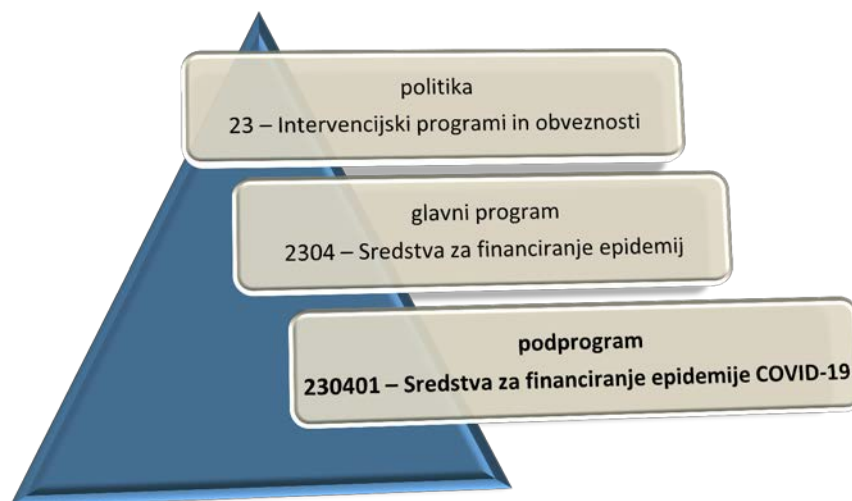 politika
23 – Intervencijski programi in obveznosti
glavni program
2304 – Sredstva za financiranje epidemij
podprogram
230401 – Sredstva za financiranje epidemije COVID-19